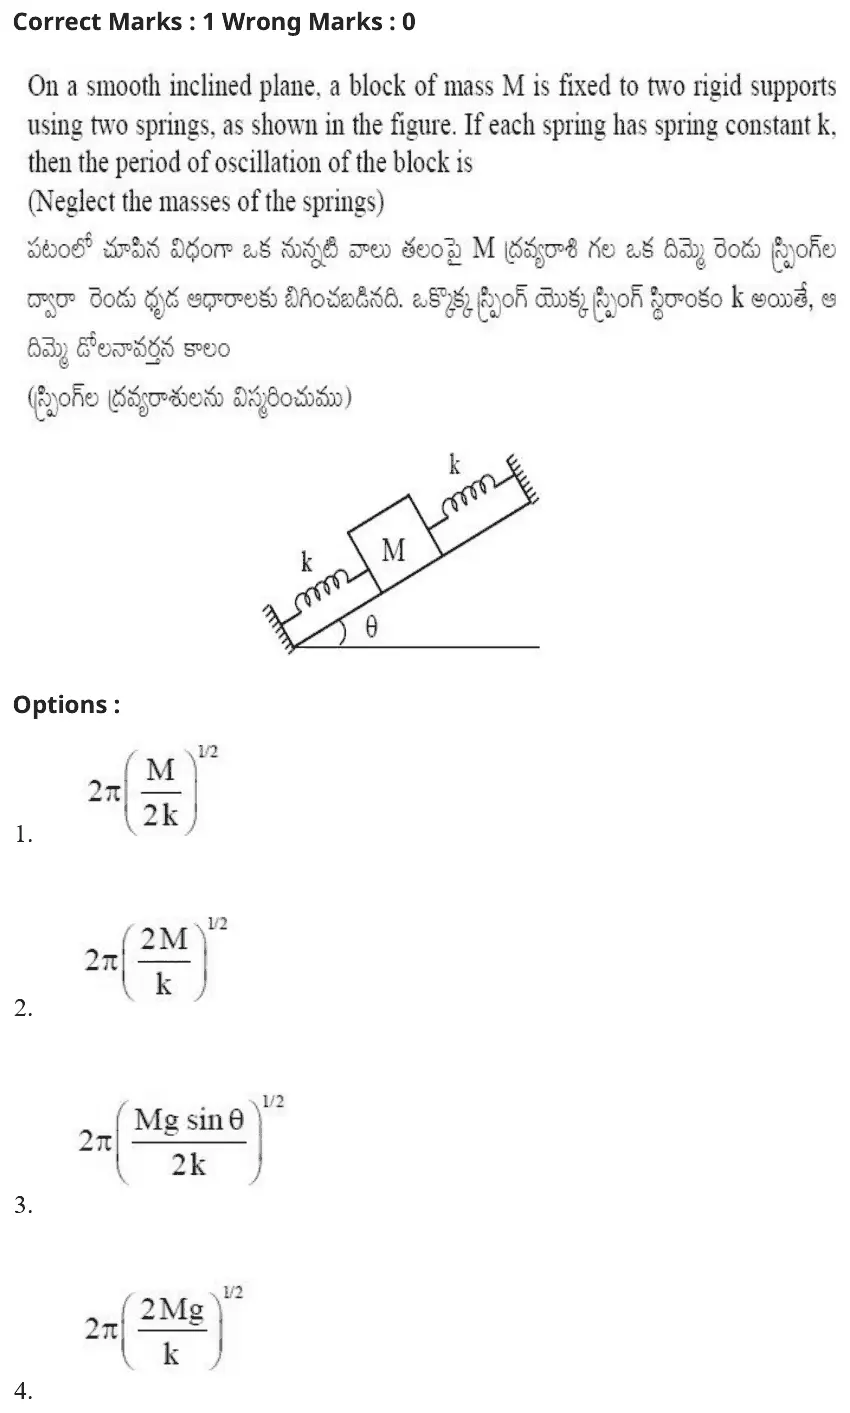 Correct Marks : 1 Wrong Marks : 0
On a smooth inclined plane, a block of mass M is fixed to two rigid supports
using two springs, as shown in the figure. If each spring has spring constant k,
then the period of oscillation of the block is
(Neglect the masses of the springs)
పటంలో చూపిన విధంగా ఒక నున్నటి వాలు తలంపై M ద్రవ్యరాశి గల ఒక దిమ్మె రెండు స్ప్రింగ్‌ల
ద్వారా రెండు ధృడ ఆధారాలకు బిగించబడినది. ఒక్కొక్క స్ప్రింగ్ యొక్క స్ప్రింగ్ స్థిరాంకం k అయితే, ఆ
దిమ్మె డోలనావర్తన కాలం
(స్ప్రింగ్‌ల ద్రవ్యరాశులను విస్మరించుము)
k
k
M
θ
Options :
1. 2π(M/2k)^1/2
2. 2π(2M/k)^1/2
3. 2π(Mg sin θ/2k)^1/2
4. 2π(2Mg/k)^1/2